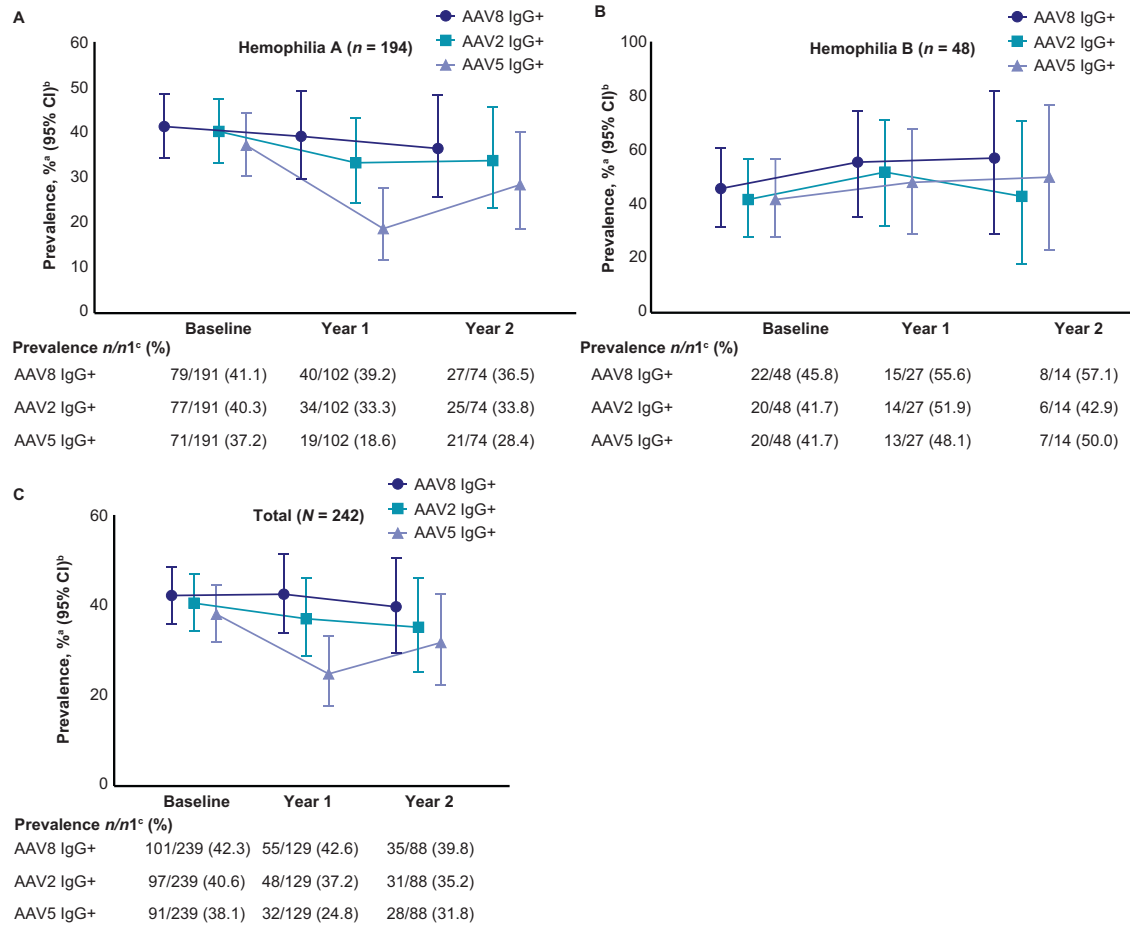 A
Hemophilia A (n = 194)
AAV8 IgG+
AAV2 IgG+
AAV5 IgG+
Prevalence, %ᵃ (95% CI)ᵇ
60
50
40
30
20
10
0
Baseline Year 1 Year 2
Prevalence n/n1ᶜ (%)
AAV8 IgG+ 79/191 (41.1) 40/102 (39.2) 27/74 (36.5)
AAV2 IgG+ 77/191 (40.3) 34/102 (33.3) 25/74 (33.8)
AAV5 IgG+ 71/191 (37.2) 19/102 (18.6) 21/74 (28.4)
B
Hemophilia B (n = 48)
AAV8 IgG+
AAV2 IgG+
AAV5 IgG+
Prevalence, %ᵃ (95% CI)ᵇ
100
80
60
40
20
0
Baseline Year 1 Year 2
Prevalence n/n1ᶜ (%)
AAV8 IgG+ 22/48 (45.8) 15/27 (55.6) 8/14 (57.1)
AAV2 IgG+ 20/48 (41.7) 14/27 (51.9) 6/14 (42.9)
AAV5 IgG+ 20/48 (41.7) 13/27 (48.1) 7/14 (50.0)
C
Total (N = 242)
AAV8 IgG+
AAV2 IgG+
AAV5 IgG+
Prevalence, %ᵃ (95% CI)ᵇ
60
40
20
0
Baseline Year 1 Year 2
Prevalence n/n1ᶜ (%)
AAV8 IgG+ 101/239 (42.3) 55/129 (42.6) 35/88 (39.8)
AAV2 IgG+ 97/239 (40.6) 48/129 (37.2) 31/88 (35.2)
AAV5 IgG+ 91/239 (38.1) 32/129 (24.8) 28/88 (31.8)